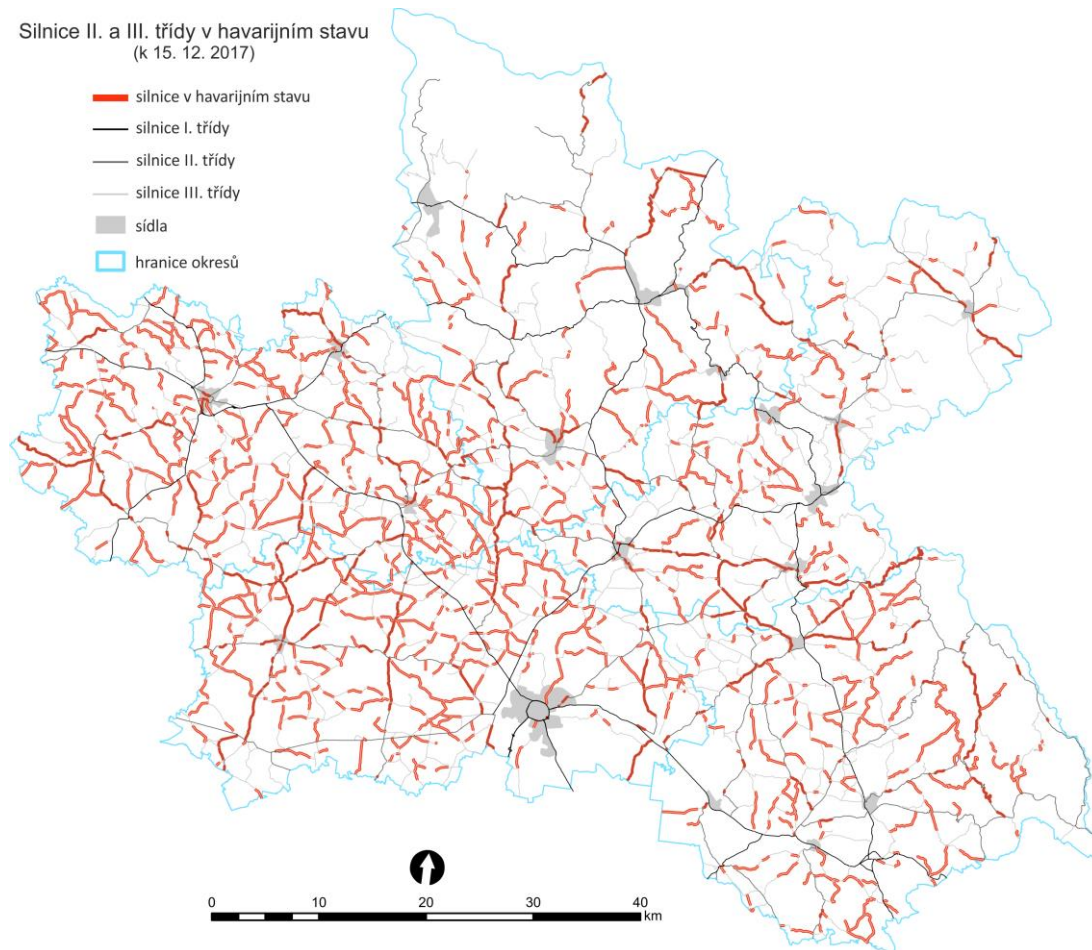 Silnice II. a III. třídy v havarijním stavu
(k 15. 12. 2017)
silnice v havarijním stavu
silnice I. třídy
silnice II. třídy
silnice III. třídy
sídla
hranice okresů
0 10 20 30 40
km